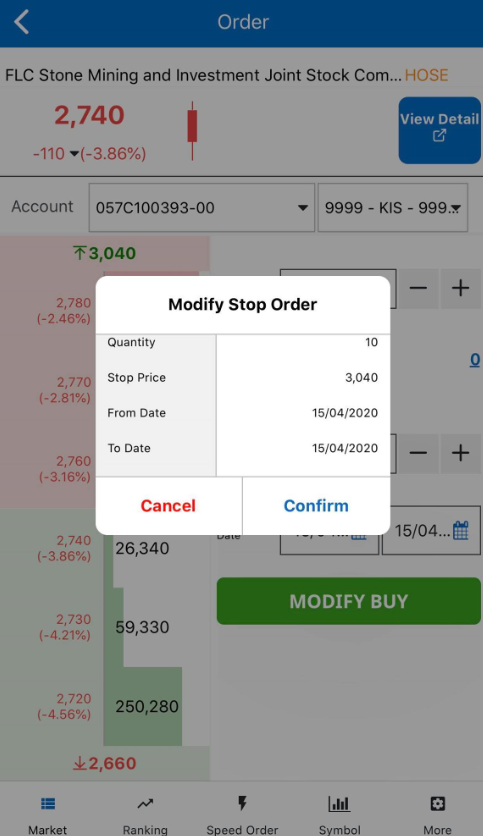 Order
FLC Stone Mining and Investment Joint Stock Com... HOSE
2,740
-110 (-3.86%)
View Detail
Account 057C100393-00 9999 - KIS - 999...
3,040
2,780
(-2.46%)
0
2,770
(-2.81%)
2,760
(-3.16%)
Modify Stop Order
Quantity 10
Stop Price 3,040
From Date 15/04/2020
To Date 15/04/2020
Cancel Confirm
2,740
(-3.86%)
26,340
Date
15/04...
MODIFY BUY
2,730
(-4.21%)
59,330
2,720
(-4.56%)
250,280
2,660
Market Ranking Speed Order Symbol More